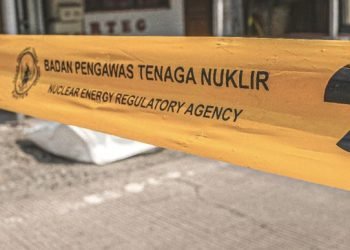 BADAN PENGAWAS TENAGA NUKLIR
NUCLEAR ENERGY REGULATORY AGENCY